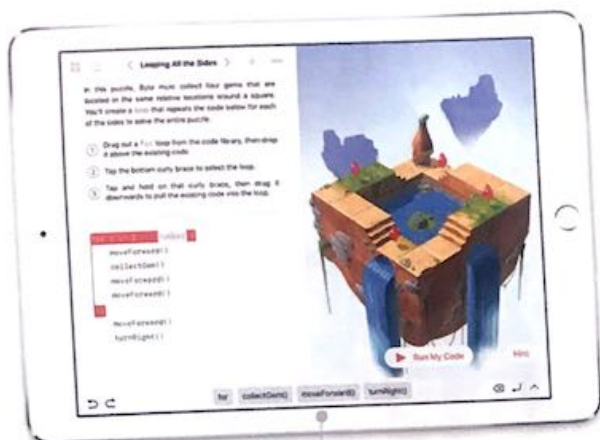 Looping All the Sides
In this puzzle, Byte must collect four gems that are
located in the same relative locations around a square.
You'll create a loop that repeats the code below for each
of the sides to solve the entire puzzle.
1 Drag out a for loop from the code library, then drop
it above the existing code.
2 Tap the bottom curly brace to select the loop.
3 Tap and hold on that curly brace, then drag it
downwards to pull the existing code into the loop.
for i in 1 ... number {
moveForward()
collectGem()
moveForward()
moveForward()
}
moveForward()
turnRight()
Run My Code
Hint
for collectGem() moveForward() turnRight()